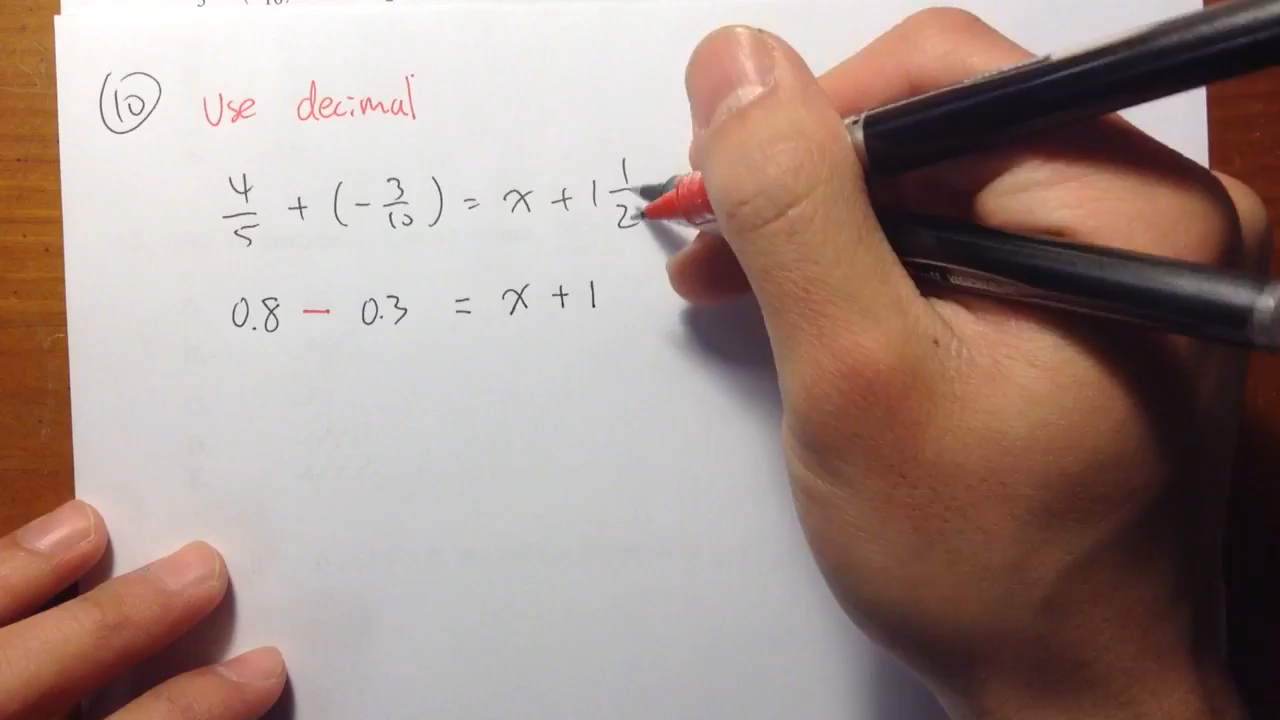 (10) Use decimal
4/5 + (- 3/10) = x + 1 1/2
0.8 - 0.3 = x + 1